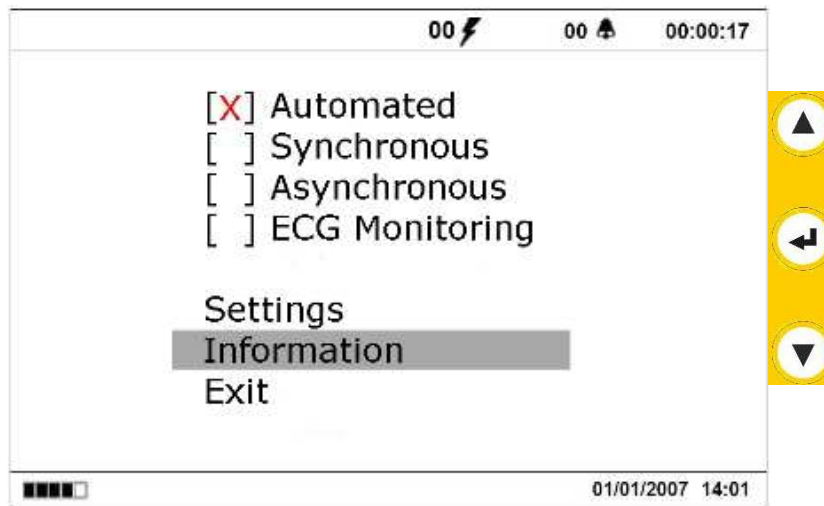 00 00 00:00:17
[X] Automated
[ ] Synchronous
[ ] Asynchronous
[ ] ECG Monitoring
Settings
Information
Exit
01/01/2007 14:01